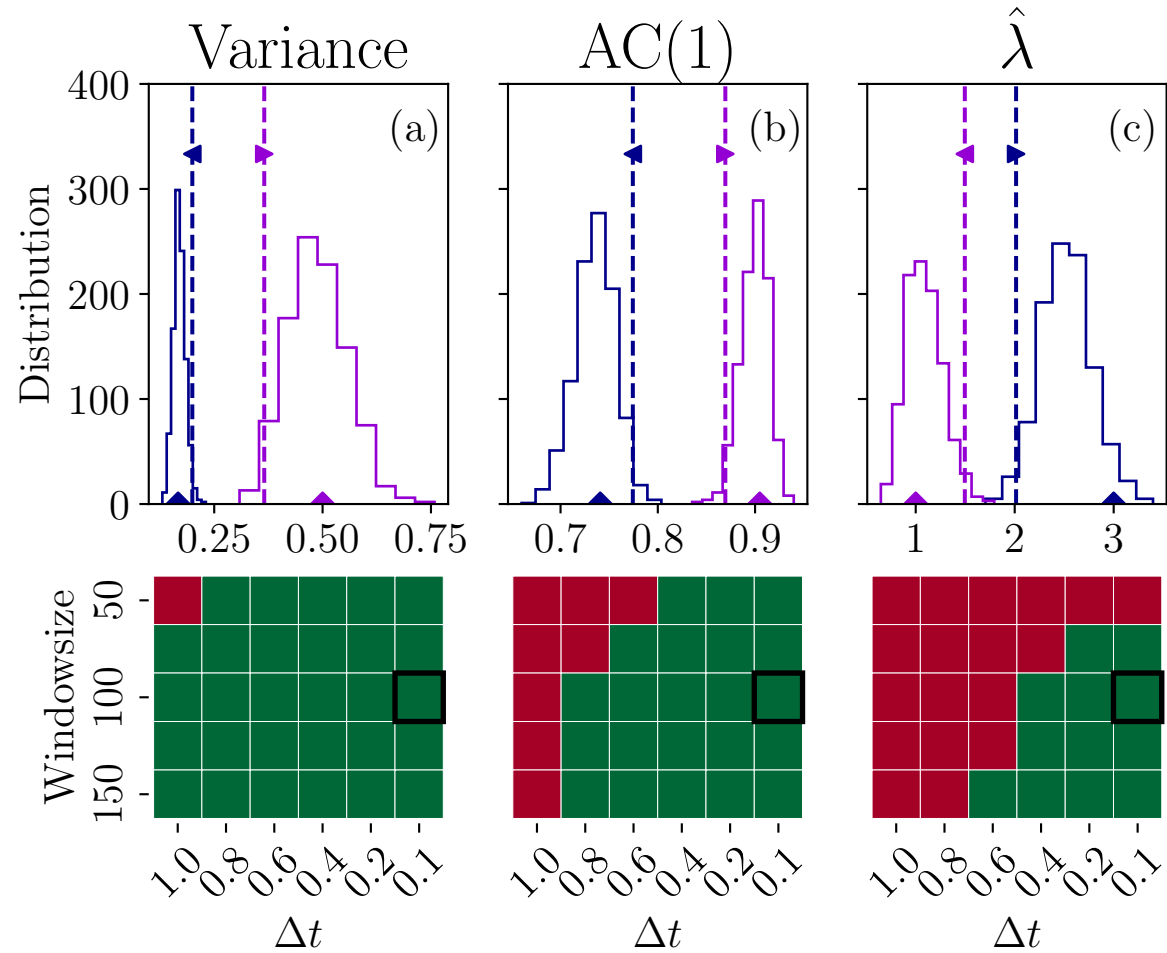 Variance AC(1) λ̂
400 (a) (b) (c)
300
200
100
0
Distribution
0.25 0.50 0.75 0.7 0.8 0.9 1 2 3
50
100
150
Windowsize
1.0 0.8 0.6 0.4 0.2 0.1 1.0 0.8 0.6 0.4 0.2 0.1 1.0 0.8 0.6 0.4 0.2 0.1
Δt Δt Δt